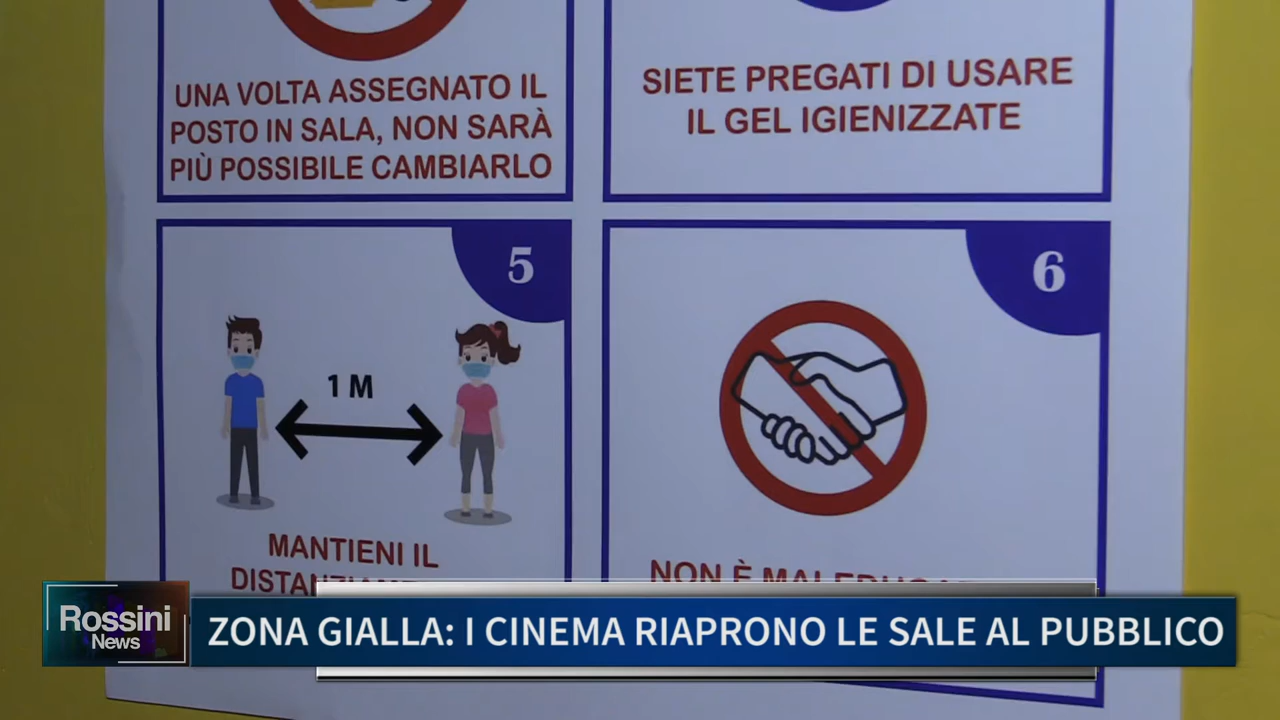 UNA VOLTA ASSEGNATO IL
POSTO IN SALA, NON SARÀ
PIÙ POSSIBILE CAMBIARLO
SIETE PREGATI DI USARE
IL GEL IGIENIZZATE
5
1 M
MANTIENI IL
6
NON È
Rossini
News
ZONA GIALLA: I CINEMA RIAPRONO LE SALE AL PUBBLICO